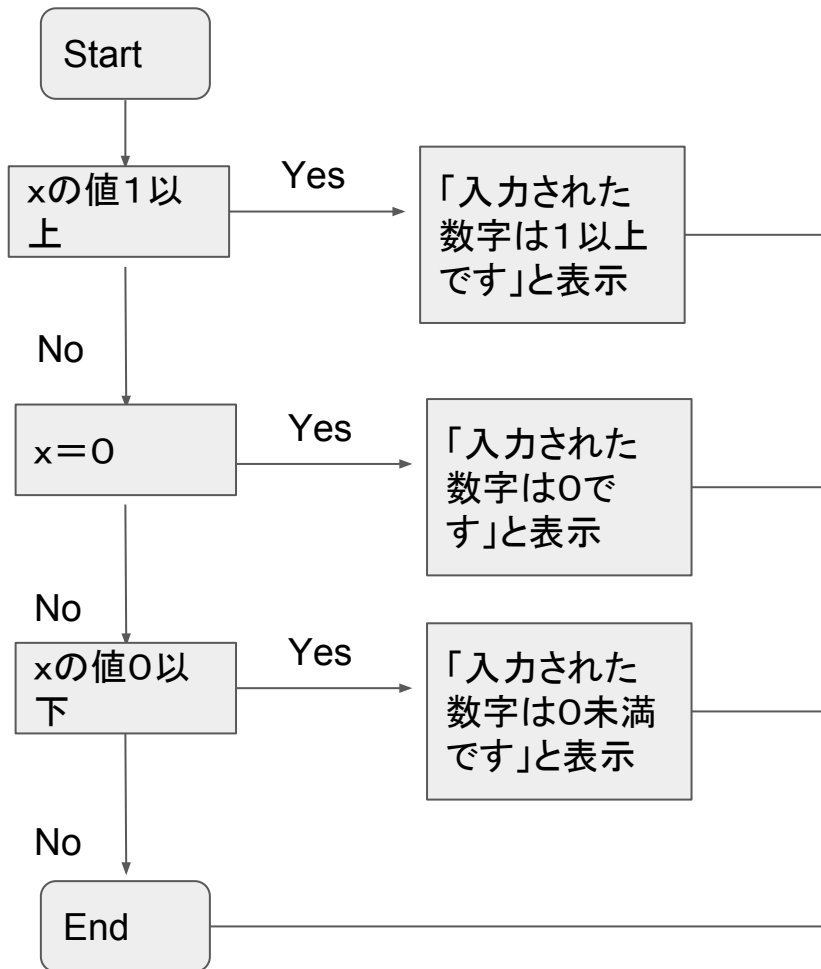 Start
xの値１以
上
Yes
「入力された
数字は１以上
です」と表示
No
x＝０
Yes
「入力された
数字は０で
す」と表示
No
xの値０以
下
Yes
「入力された
数字は０未満
です」と表示
No
End